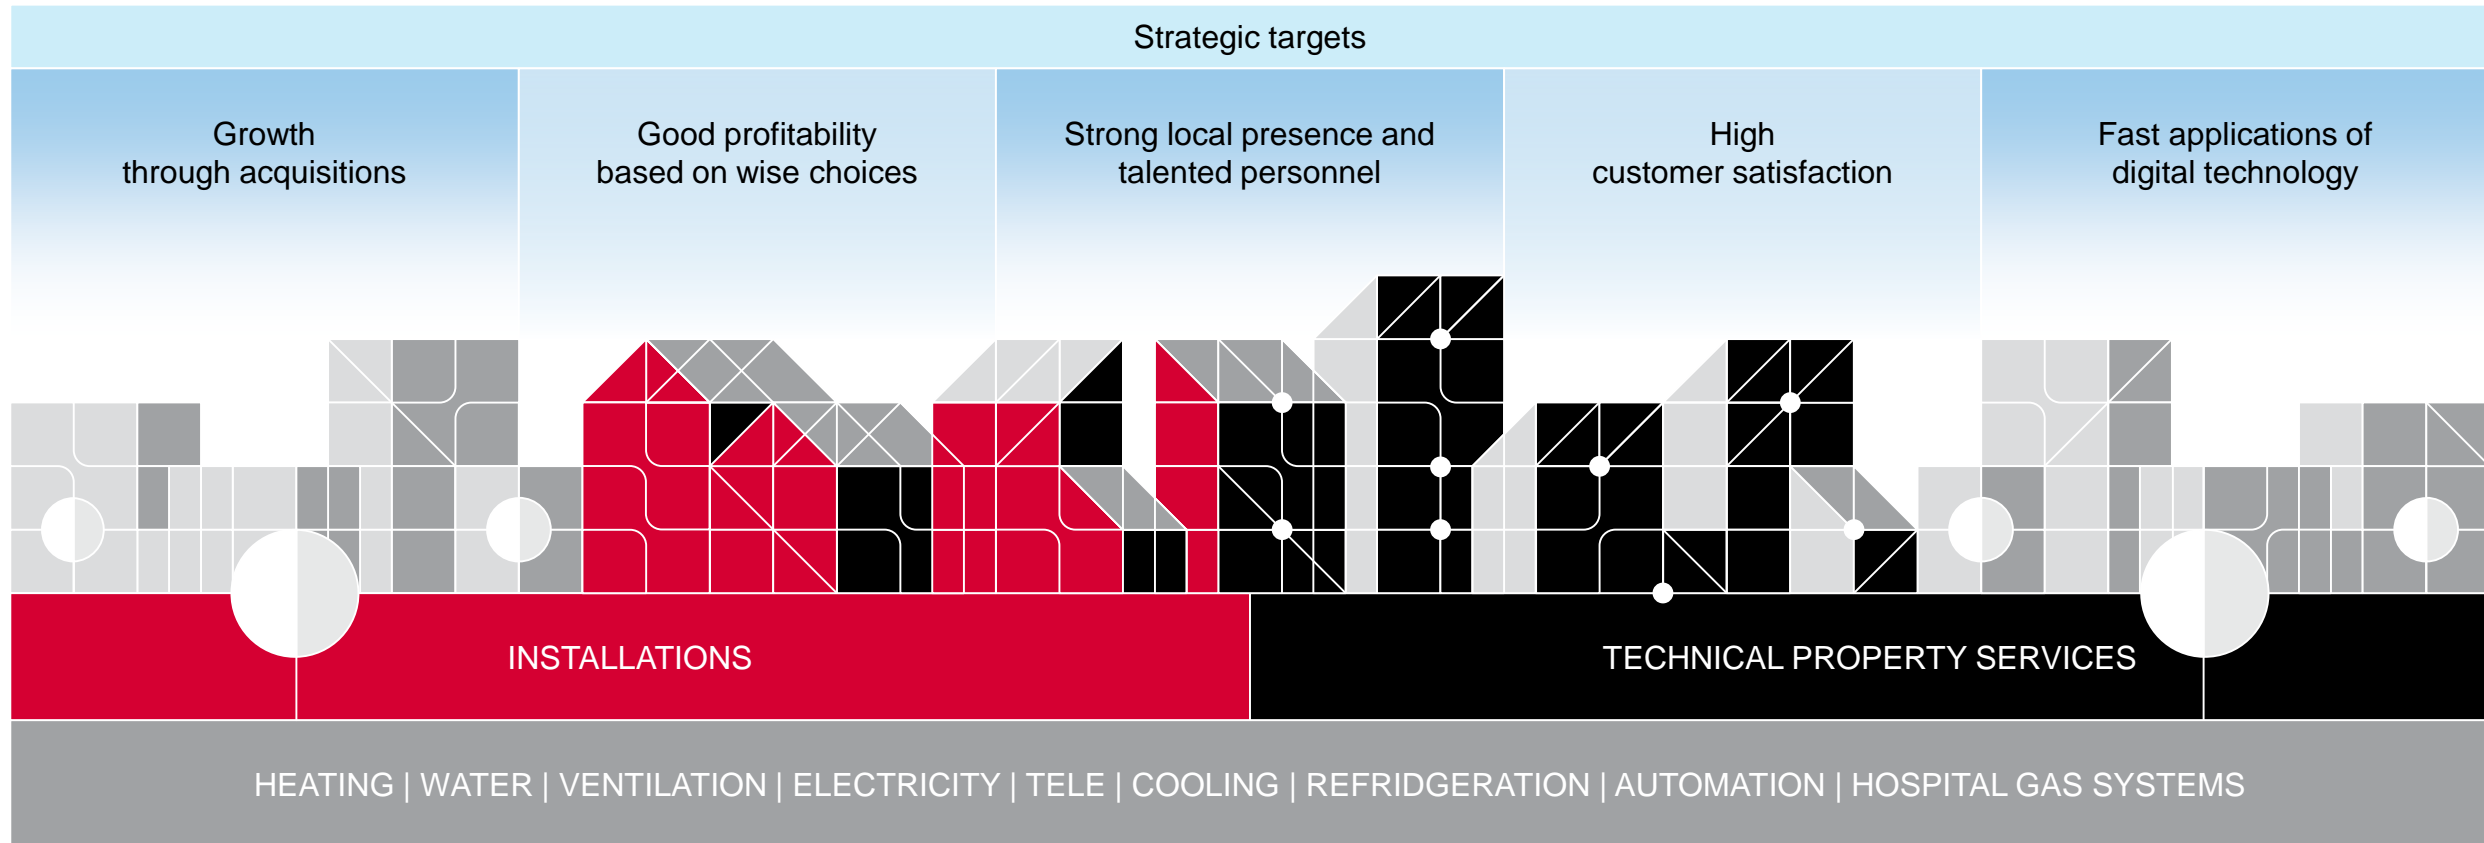 Strategic targets
Growth
through acquisitions
Good profitability
based on wise choices
Strong local presence and
talented personnel
High
customer satisfaction
Fast applications of
digital technology
INSTALLATIONS
TECHNICAL PROPERTY SERVICES
HEATING | WATER | VENTILATION | ELECTRICITY | TELE | COOLING | REFRIDGERATION | AUTOMATION | HOSPITAL GAS SYSTEMS